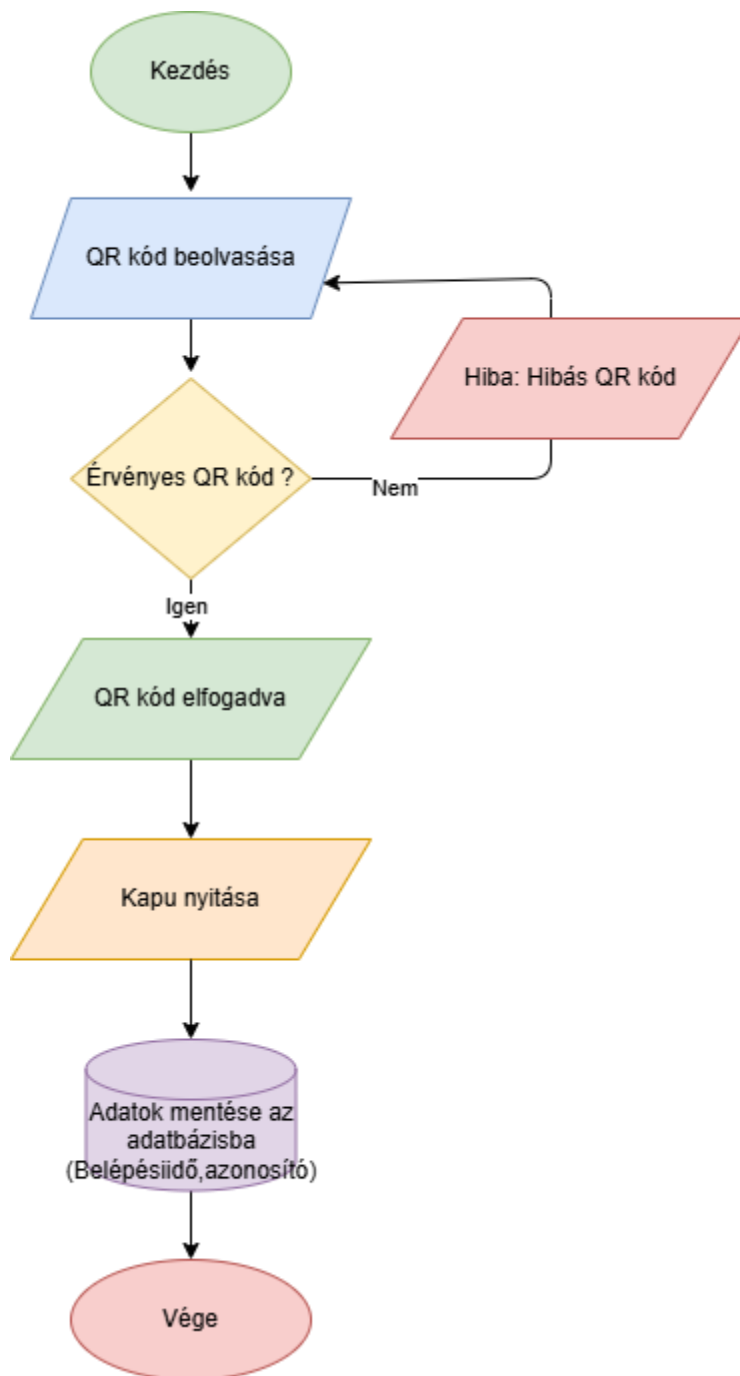 Kezdés
QR kód beolvasása
Hiba: Hibás QR kód
Érvényes QR kód ?
Nem
Igen
QR kód elfogadva
Kapu nyitása
Adatok mentése az
adatbázisba
(Belépésiidő,azonosító)
Vége